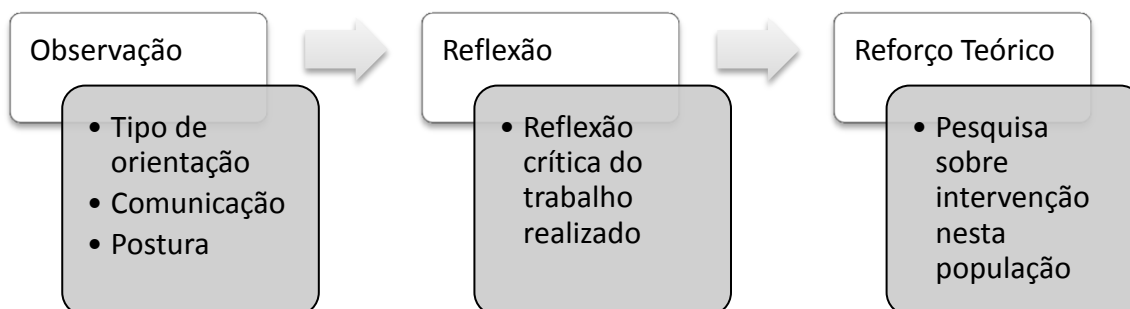 Observação
• Tipo de
orientação
• Comunicação
• Postura
Reflexão
• Reflexão
crítica do
trabalho
realizado
Reforço Teórico
• Pesquisa
sobre
intervenção
nesta
população